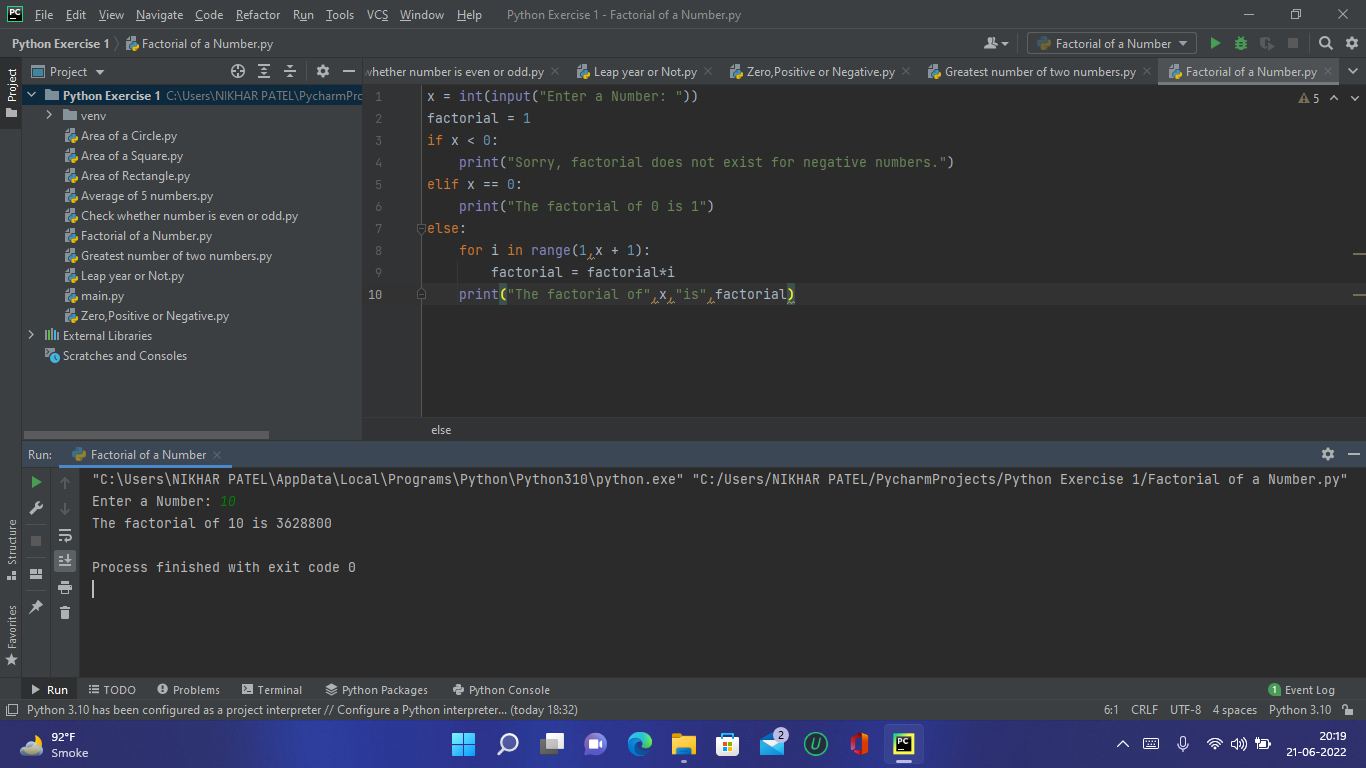 PC File Edit View Navigate Code Refactor Run Tools VCS Window Help Python Exercise 1 - Factorial of a Number.py
Python Exercise 1 Factorial of a Number.py Factorial of a Number
Project
Project
whether number is even or odd.py Leap year or Not.py Zero,Positive or Negative.py Greatest number of two numbers.py Factorial of a Number.py
Python Exercise 1 C:\Users\NIKHAR PATEL\PycharmPro
venv
Area of a Circle.py
Area of a Square.py
Area of Rectangle.py
Average of 5 numbers.py
Check whether number is even or odd.py
Factorial of a Number.py
Greatest number of two numbers.py
Leap year or Not.py
main.py
Zero,Positive or Negative.py
External Libraries
Scratches and Consoles
1 x = int(input("Enter a Number: "))
5
2 factorial = 1
3 if x < 0:
4 print("Sorry, factorial does not exist for negative numbers.")
5 elif x == 0:
6 print("The factorial of 0 is 1")
7 else:
8 for i in range(1,x + 1):
9 factorial = factorial*i
10 print("The factorial of",x,"is",factorial)
else
Run: Factorial of a Number
"C:\Users\NIKHAR PATEL\AppData\Local\Programs\Python\Python310\python.exe" "C:/Users/NIKHAR PATEL/PycharmProjects/Python Exercise 1/Factorial of a Number.py"
Enter a Number: 10
The factorial of 10 is 3628800
Process finished with exit code 0
Structure
Favorites
Run TODO Problems Terminal Python Packages Python Console 1 Event Log
Python 3.10 has been configured as a project interpreter // Configure a Python interpreter... (today 18:32) 6:1 CRLF UTF-8 4 spaces Python 3.10
92°F
Smoke
2
U
PC
20:19
21-06-2022